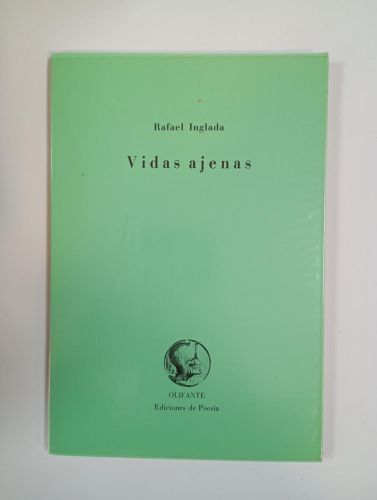 Rafael Inglada
Vidas ajenas
OLIFANTE
Ediciones de Poesía